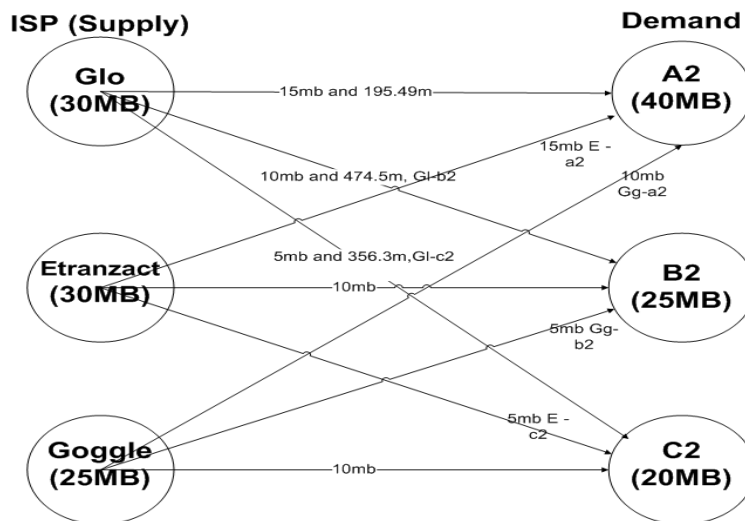 ISP (Supply)
Demand
Glo
(30MB)
A2
(40MB)
15mb and 195.49m
15mb E -
a2
10mb
Gg-a2
10mb and 474.5m, Gl-b2
5mb and 356.3m,Gl-c2
Etranzact
(30MB)
10mb
B2
(25MB)
5mb Gg-
b2
5mb E -
c2
Goggle
(25MB)
10mb
C2
(20MB)